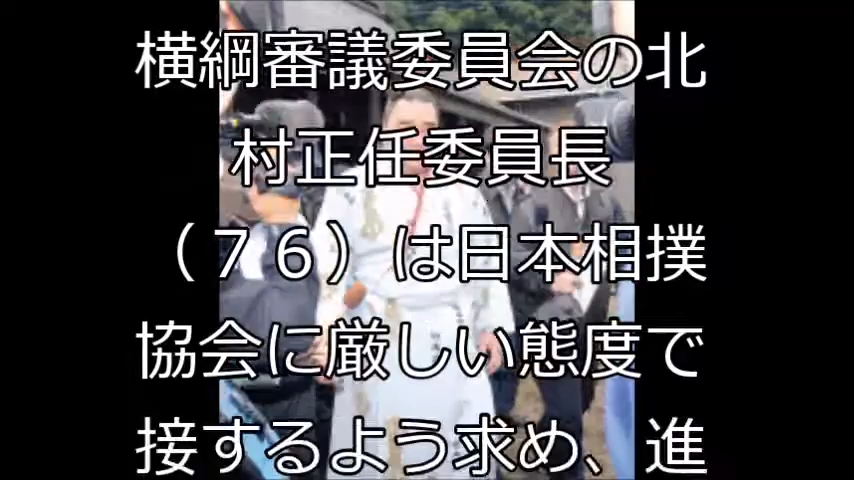 横綱審議委員会の北
村正任委員長
（７６）は日本相撲
協会に厳しい態度で
接するよう求め、進